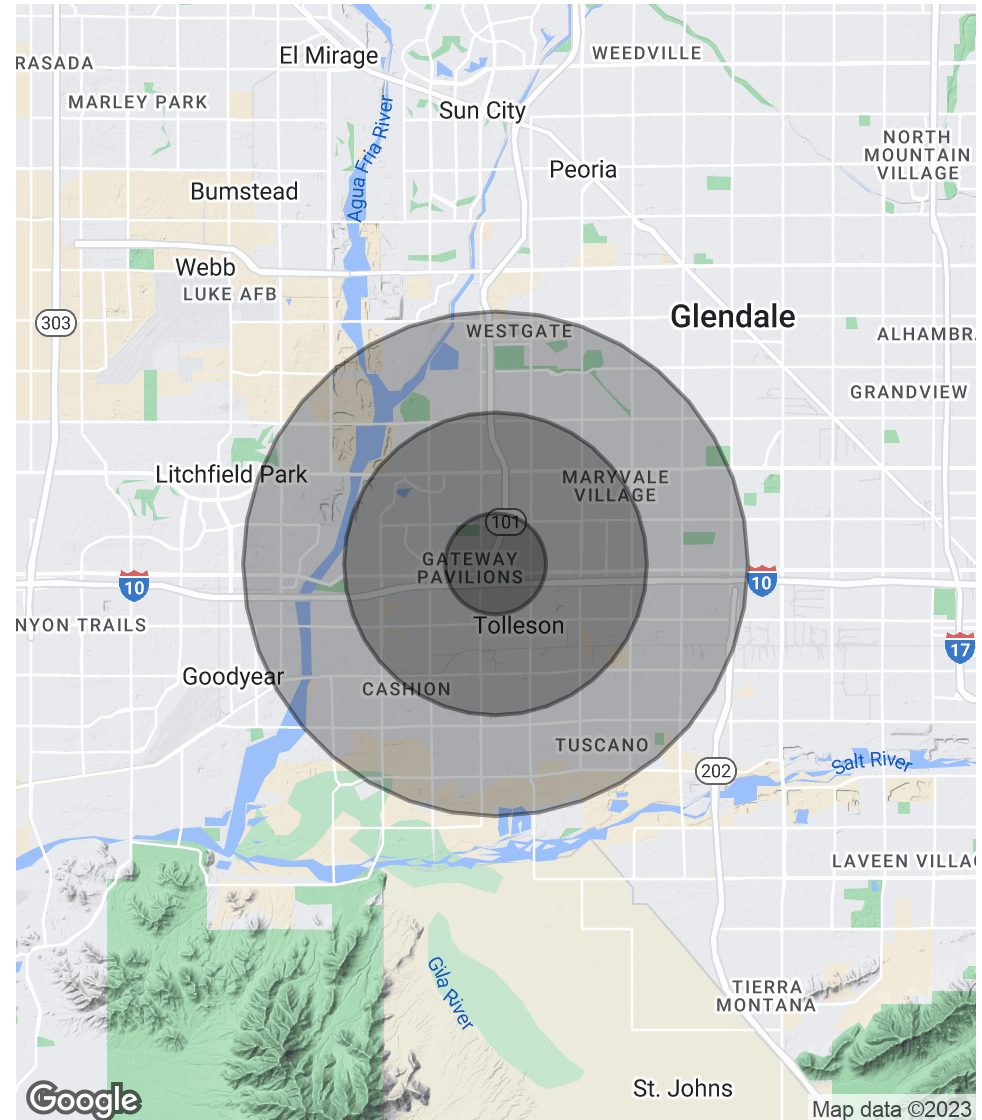 El Mirage
WEEDVILLE
RASADA
MARLEY PARK
Sun City
Agua Fria River
NORTH
MOUNTAIN
VILLAGE
Peoria
Bumstead
Webb
LUKE AFB
303
WESTGATE
Glendale
ALHAMBRA
GRANDVIEW
Litchfield Park
MARYVALE
VILLAGE
101
GATEWAY
PAVILIONS
10
10
NYON TRAILS
Tolleson
17
Goodyear
CASHION
TUSCANO
202
Salt River
LAVEEN VILLAG
Gila River
TIERRA
MONTANA
St. Johns
Google
Map data ©2023